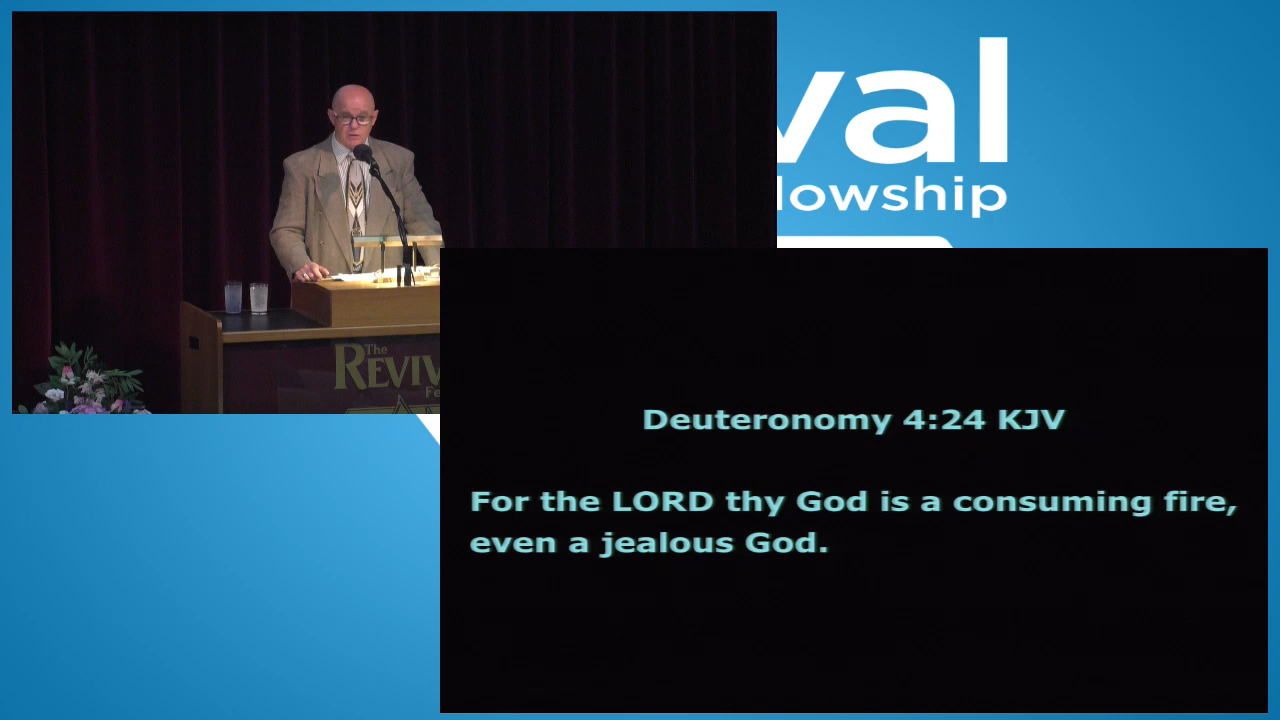 val
lowship
The
REVIV
Fe
Deuteronomy 4:24 KJV
For the LORD thy God is a consuming fire,
even a jealous God.